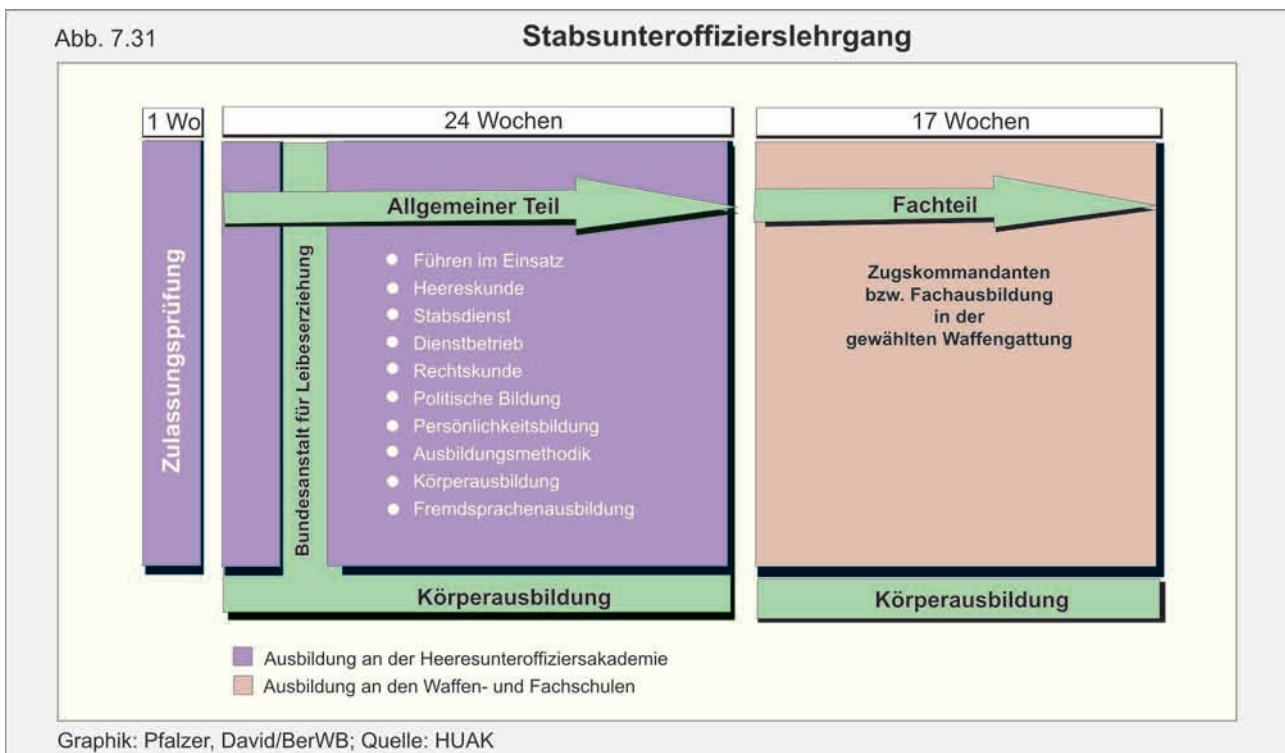 Abb. 7.31
Stabsunteroffizierslehrgang
1 Wo
24 Wochen
17 Wochen
Zulassungsprüfung
Bundesanstalt für Leibeserziehung
Allgemeiner Teil
Führen im Einsatz
Heereskunde
Stabsdienst
Dienstbetrieb
Rechtskunde
Politische Bildung
Persönlichkeitsbildung
Ausbildungsmethodik
Körperausbildung
Fremdsprachenausbildung
Körperausbildung
Fachteil
Zugskommandanten
bzw. Fachausbildung
in der
gewählten Waffengattung
Körperausbildung
Ausbildung an der Heeresunteroffiziersakademie
Ausbildung an den Waffen- und Fachschulen
Graphik: Pfalzer, David/BerWB; Quelle: HUAK